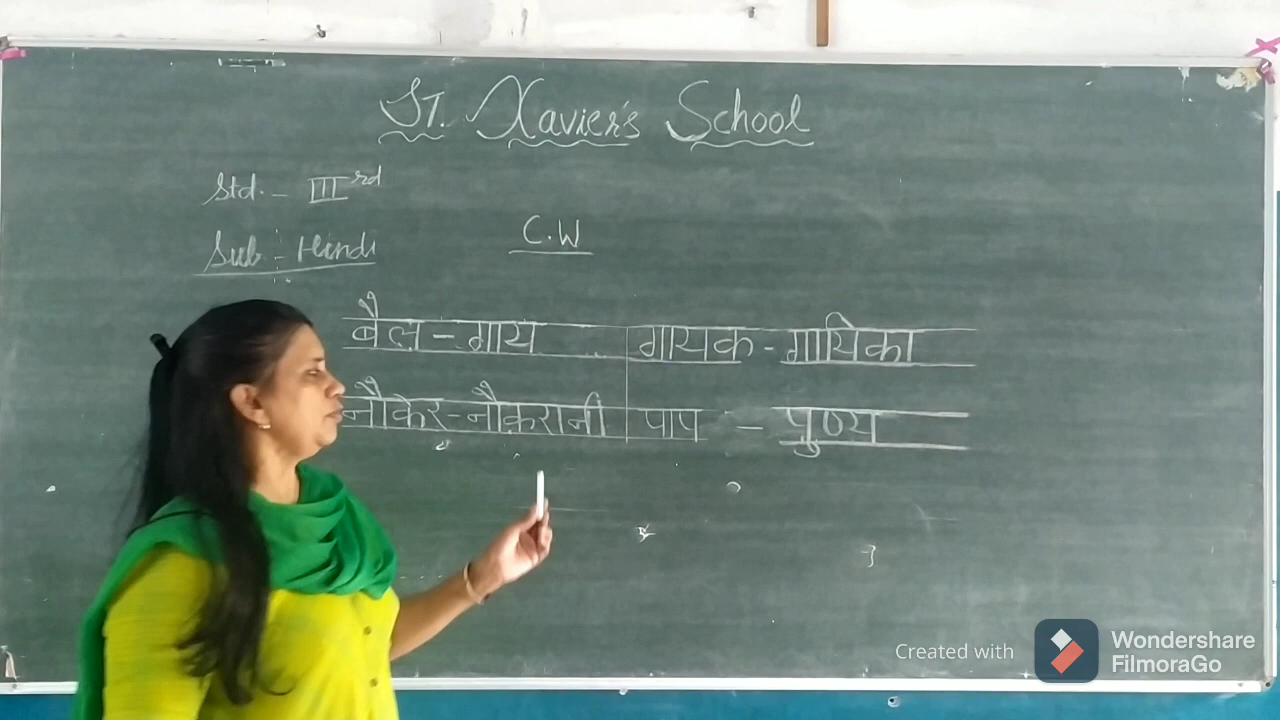 ST. Xavier's School
Std. - III rd
Sub - Hindi
C.W
बैल - गाय
गायक - गायिका
नौकर - नौकरानी
पाप - पुण्य
Created with
Wondershare
FilmoraGo